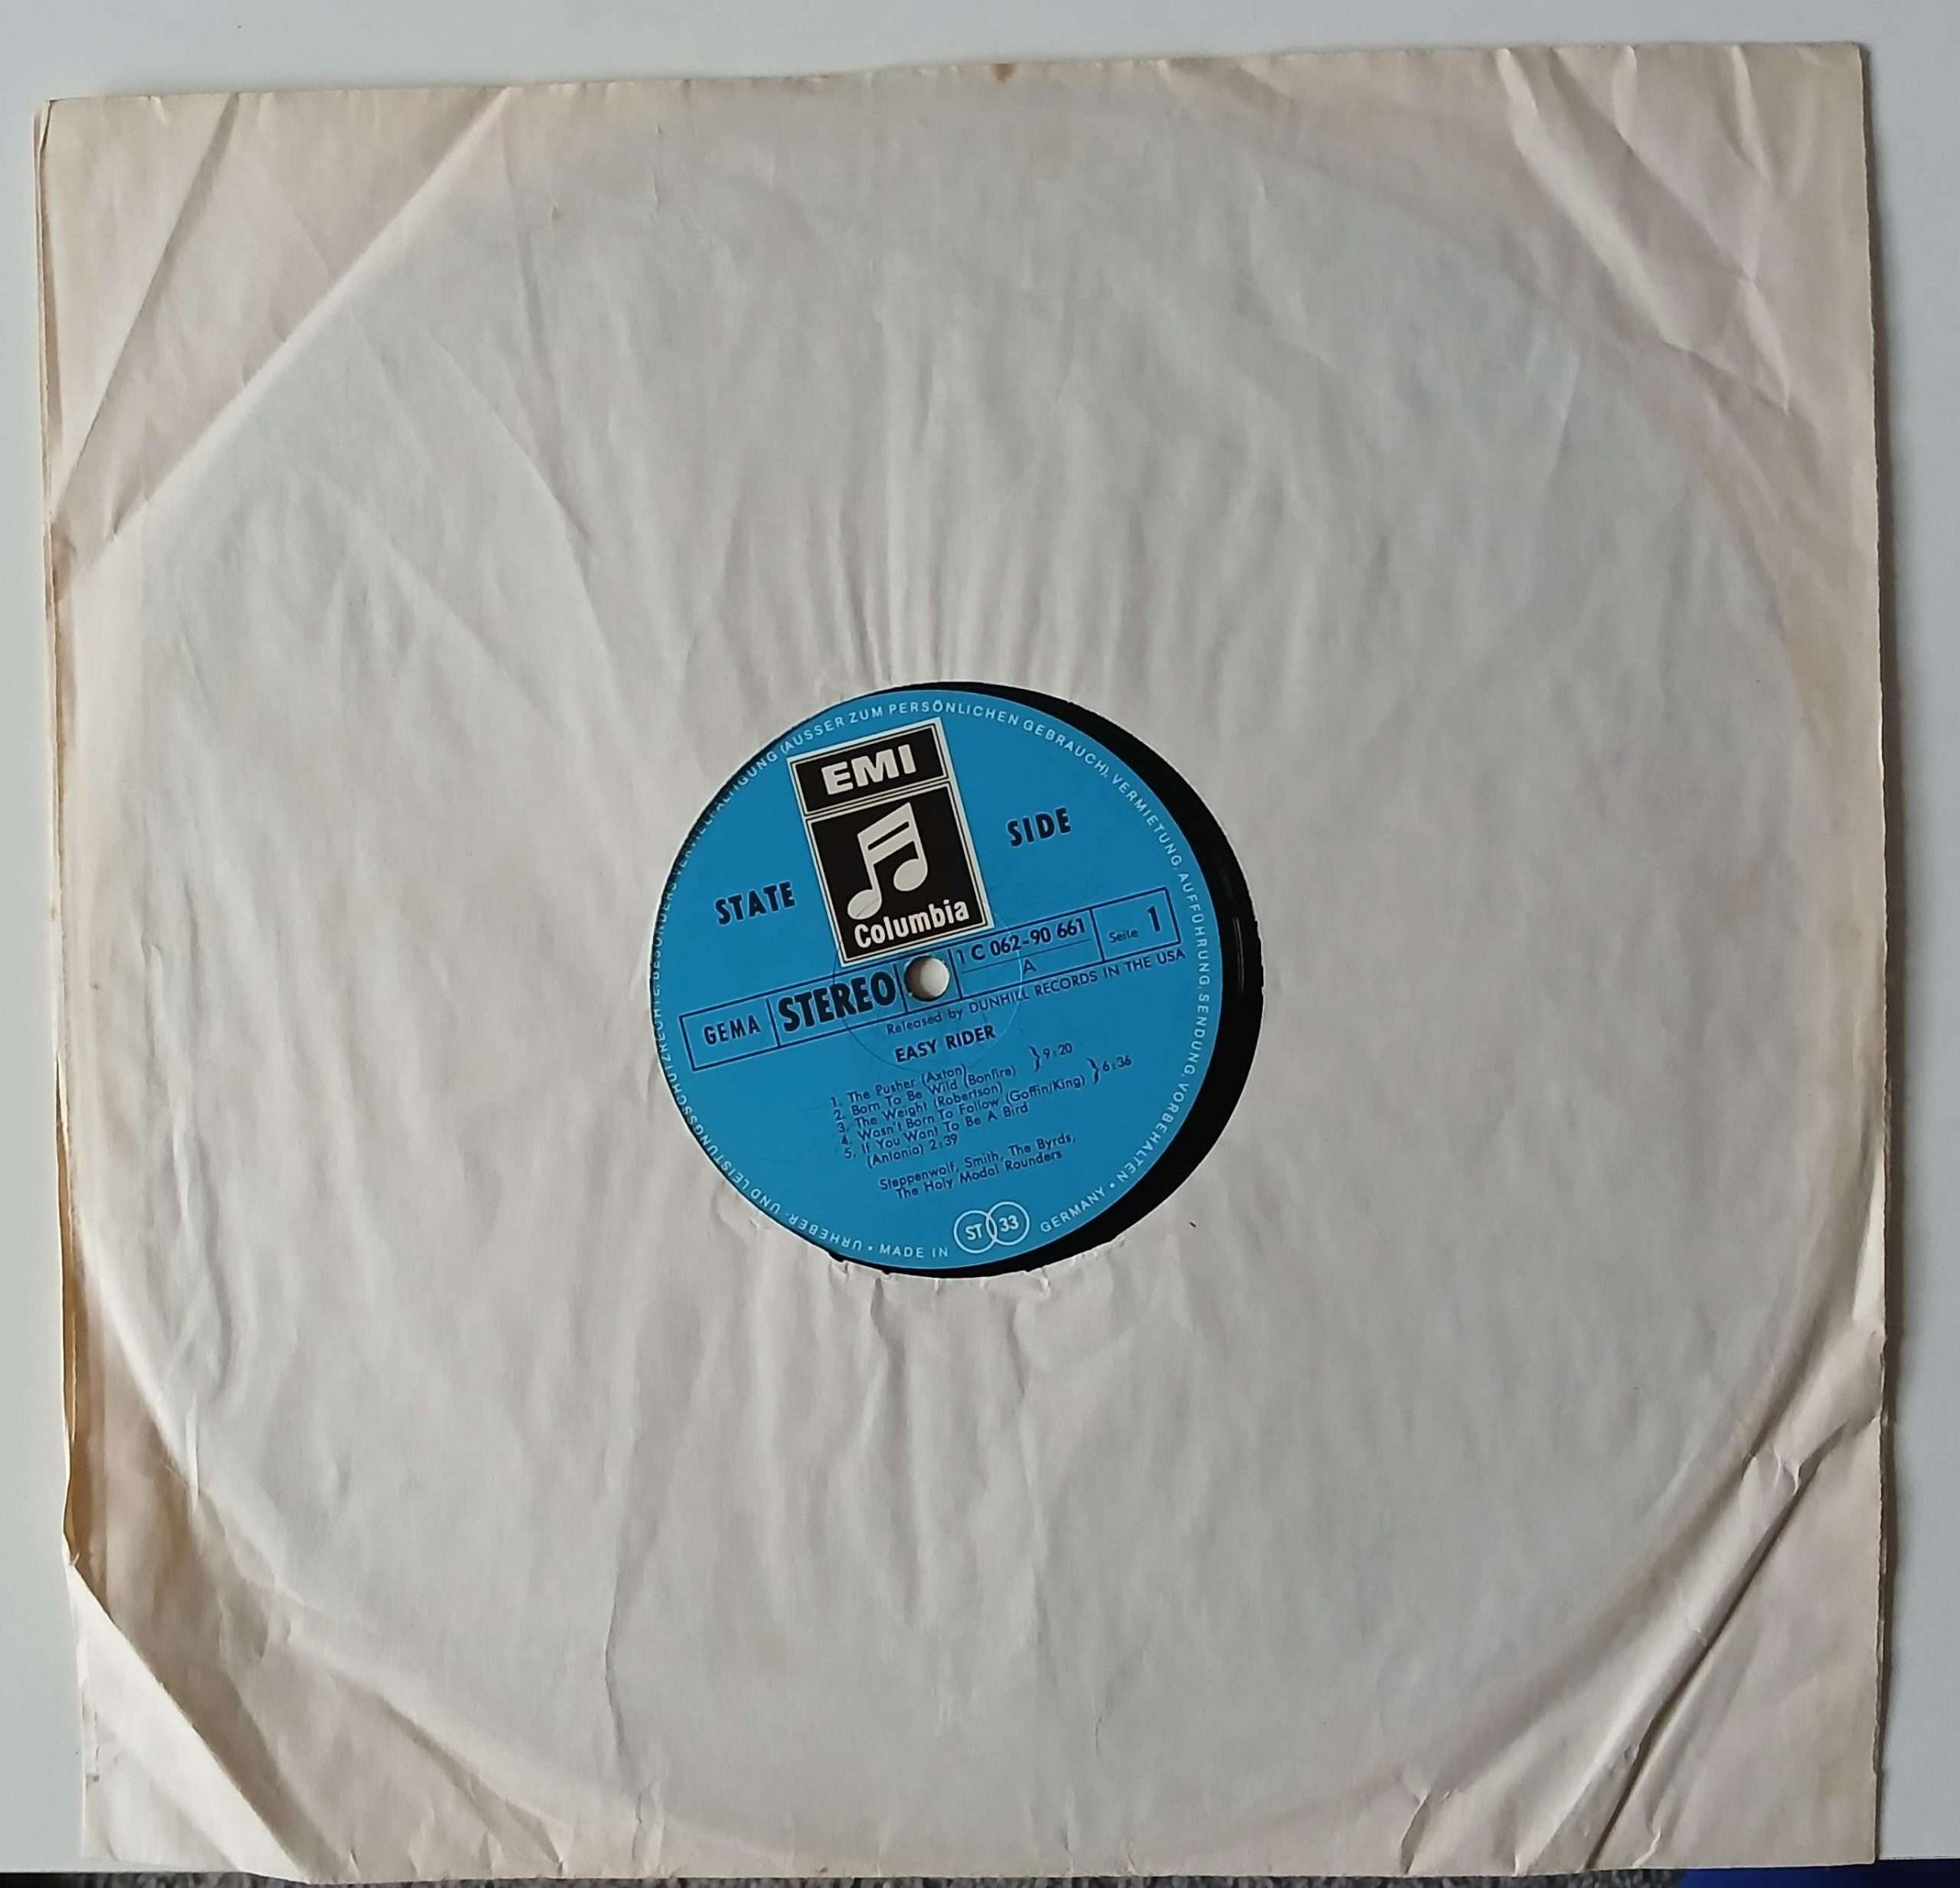 EMI
Columbia
STATE SIDE
GEMA STEREO 1 C 062-90 661 Seite 1
A
Released by DUNHILL RECORDS IN THE USA
EASY RIDER
1. The Pusher (Axton)
2. Born To Be Wild (Bonfire) } 9:20
3. The Weight (Robertson)
4. Wasn't Born To Follow (Goffin/King) } 6:36
5. If You Want To Be A Bird
(Antonia) 2:39
Steppenwolf, Smith, The Byrds,
The Holy Modal Rounders
ST 33
MADE IN GERMANY • URHEBER- UND LEISTUNGSSCHUTZRECHTE, BESONDERS VERVIELFÄLTIGUNG (AUSSER ZUM PERSÖNLICHEN GEBRAUCH), VERMIETUNG, AUFFÜHRUNG, SENDUNG, VORBEHALTEN •